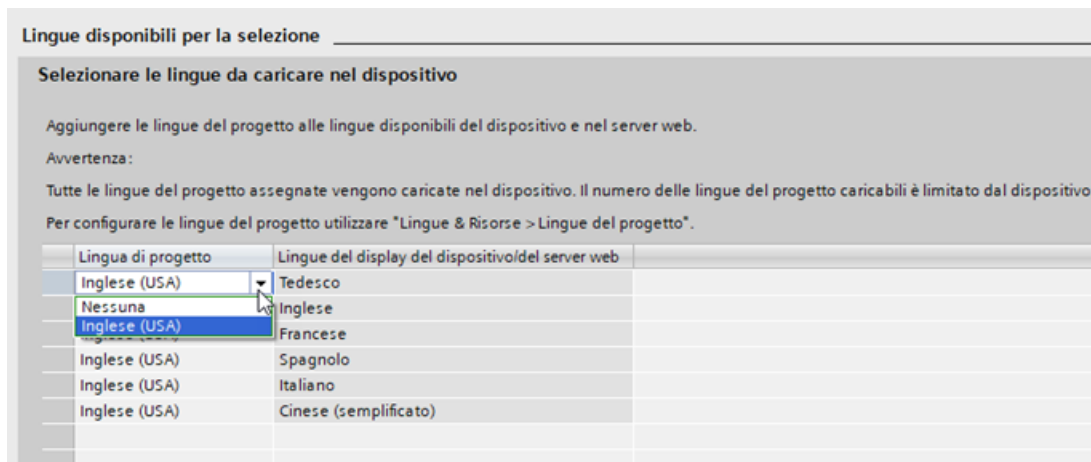 Lingue disponibili per la selezione
Selezionare le lingue da caricare nel dispositivo
Aggiungere le lingue del progetto alle lingue disponibili del dispositivo e nel server web.
Avvertenza:
Tutte le lingue del progetto assegnate vengono caricate nel dispositivo. Il numero delle lingue del progetto caricabili è limitato dal dispositivo
Per configurare le lingue del progetto utilizzare "Lingue & Risorse > Lingue del progetto".
Lingua di progetto Lingue del display del dispositivo/del server web
Inglese (USA) Tedesco
Nessuna Inglese
Inglese (USA) Francese
Inglese (USA) Spagnolo
Inglese (USA) Italiano
Inglese (USA) Cinese (semplificato)